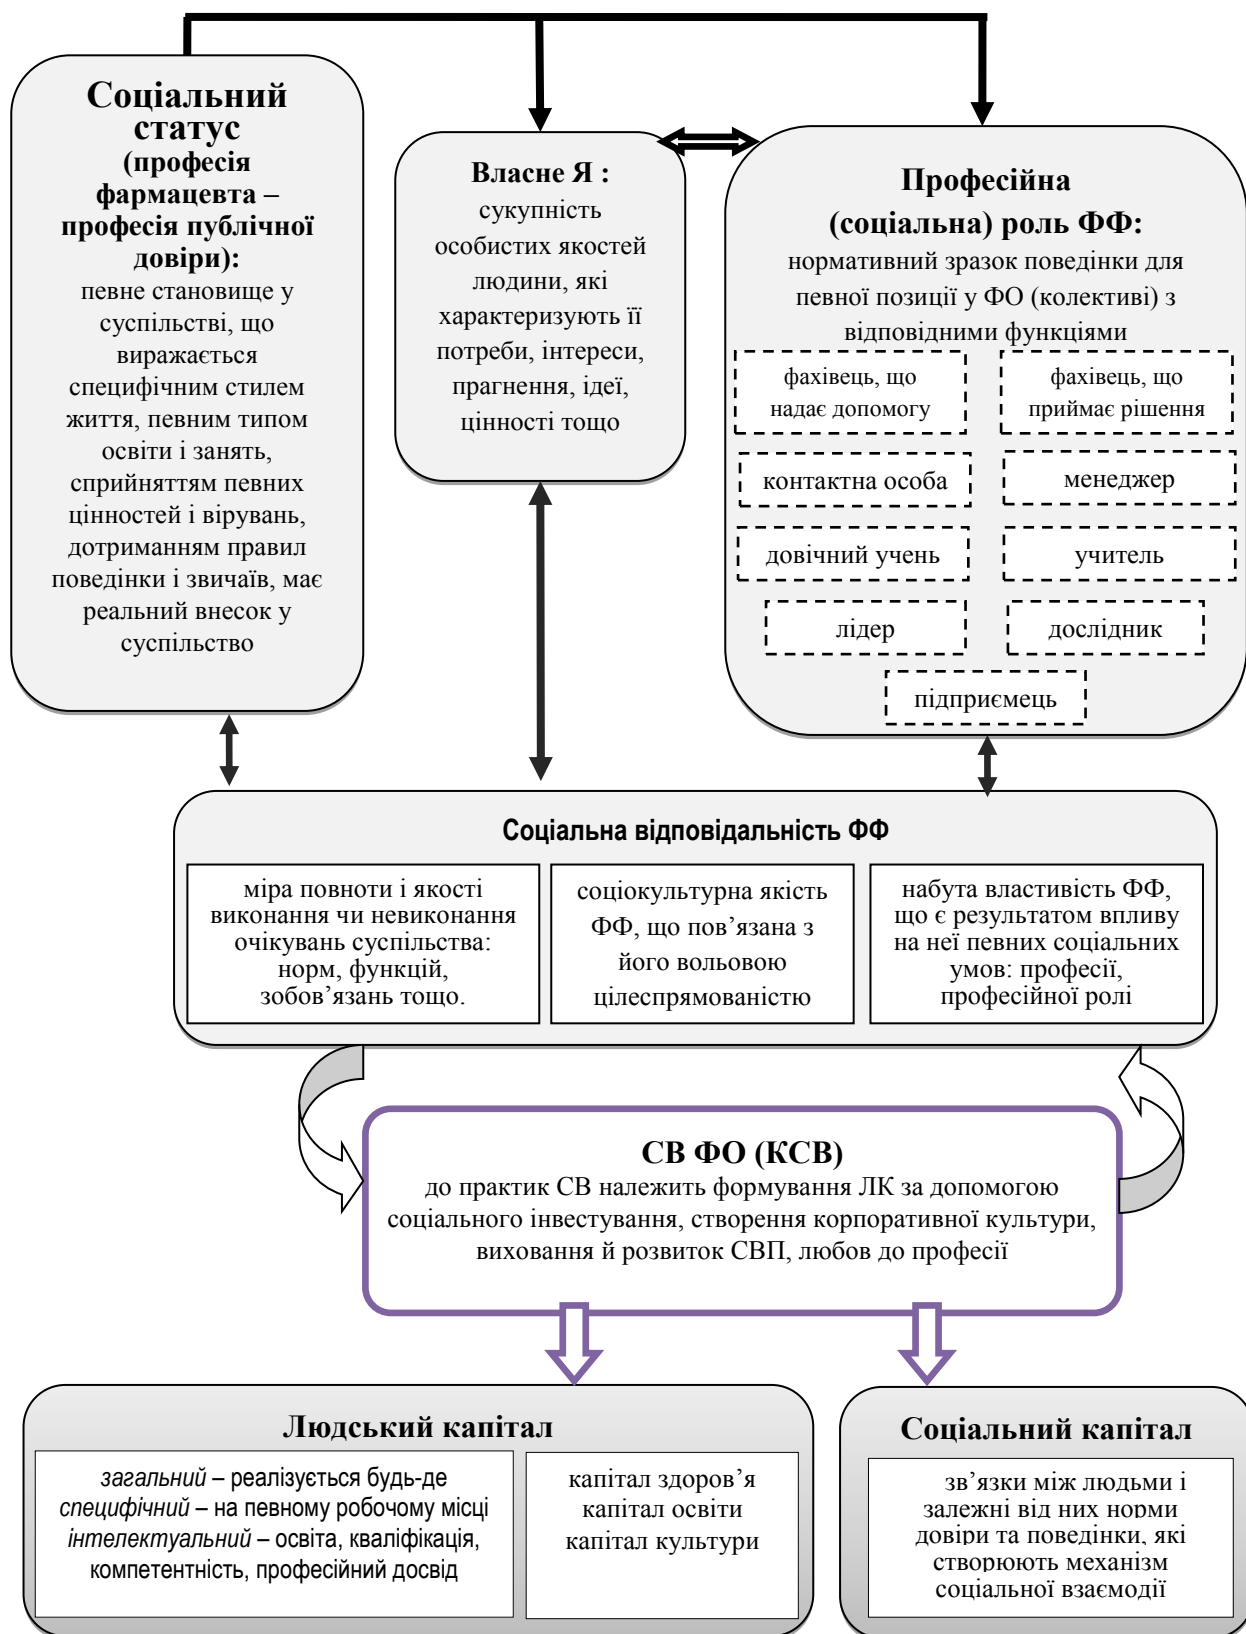 Соціальний
статус
(професія
фармацевта –
професія публічної
довіри):
певне становище у
суспільстві, що
виражається
специфічним стилем
життя, певним типом
освіти і занять,
сприйняттям певних
цінностей і вірувань,
дотриманням правил
поведінки і звичаїв, має
реальний внесок у
суспільство
Власне Я :
сукупність
особистих якостей
людини, які
характеризують її
потреби, інтереси,
прагнення, ідеї,
цінності тощо
Професійна
(соціальна) роль ФФ:
нормативний зразок поведінки для
певної позиції у ФО (колективі) з
відповідними функціями
фахівець, що
надає допомогу
фахівець, що
приймає рішення
контактна особа
менеджер
довічний учень
учитель
лідер
дослідник
підприємець
Соціальна відповідальність ФФ
міра повноти і якості
виконання чи невиконання
очікувань суспільства:
норм, функцій,
зобов’язань тощо.
соціокультурна якість
ФФ, що пов’язана з
його вольовою
цілеспрямованістю
набута властивість ФФ,
що є результатом впливу
на неї певних соціальних
умов: професії,
професійної ролі
СВ ФО (КСВ)
до практик СВ належить формування ЛК за допомогою
соціального інвестування, створення корпоративної культури,
виховання й розвиток СВП, любов до професії
Людський капітал
загальний – реалізується будь-де
специфічний – на певному робочому місці
інтелектуальний – освіта, кваліфікація,
компетентність, професійний досвід
капітал здоров’я
капітал освіти
капітал культури
Соціальний капітал
зв’язки між людьми і
залежні від них норми
довіри та поведінки, які
створюють механізм
соціальної взаємодії